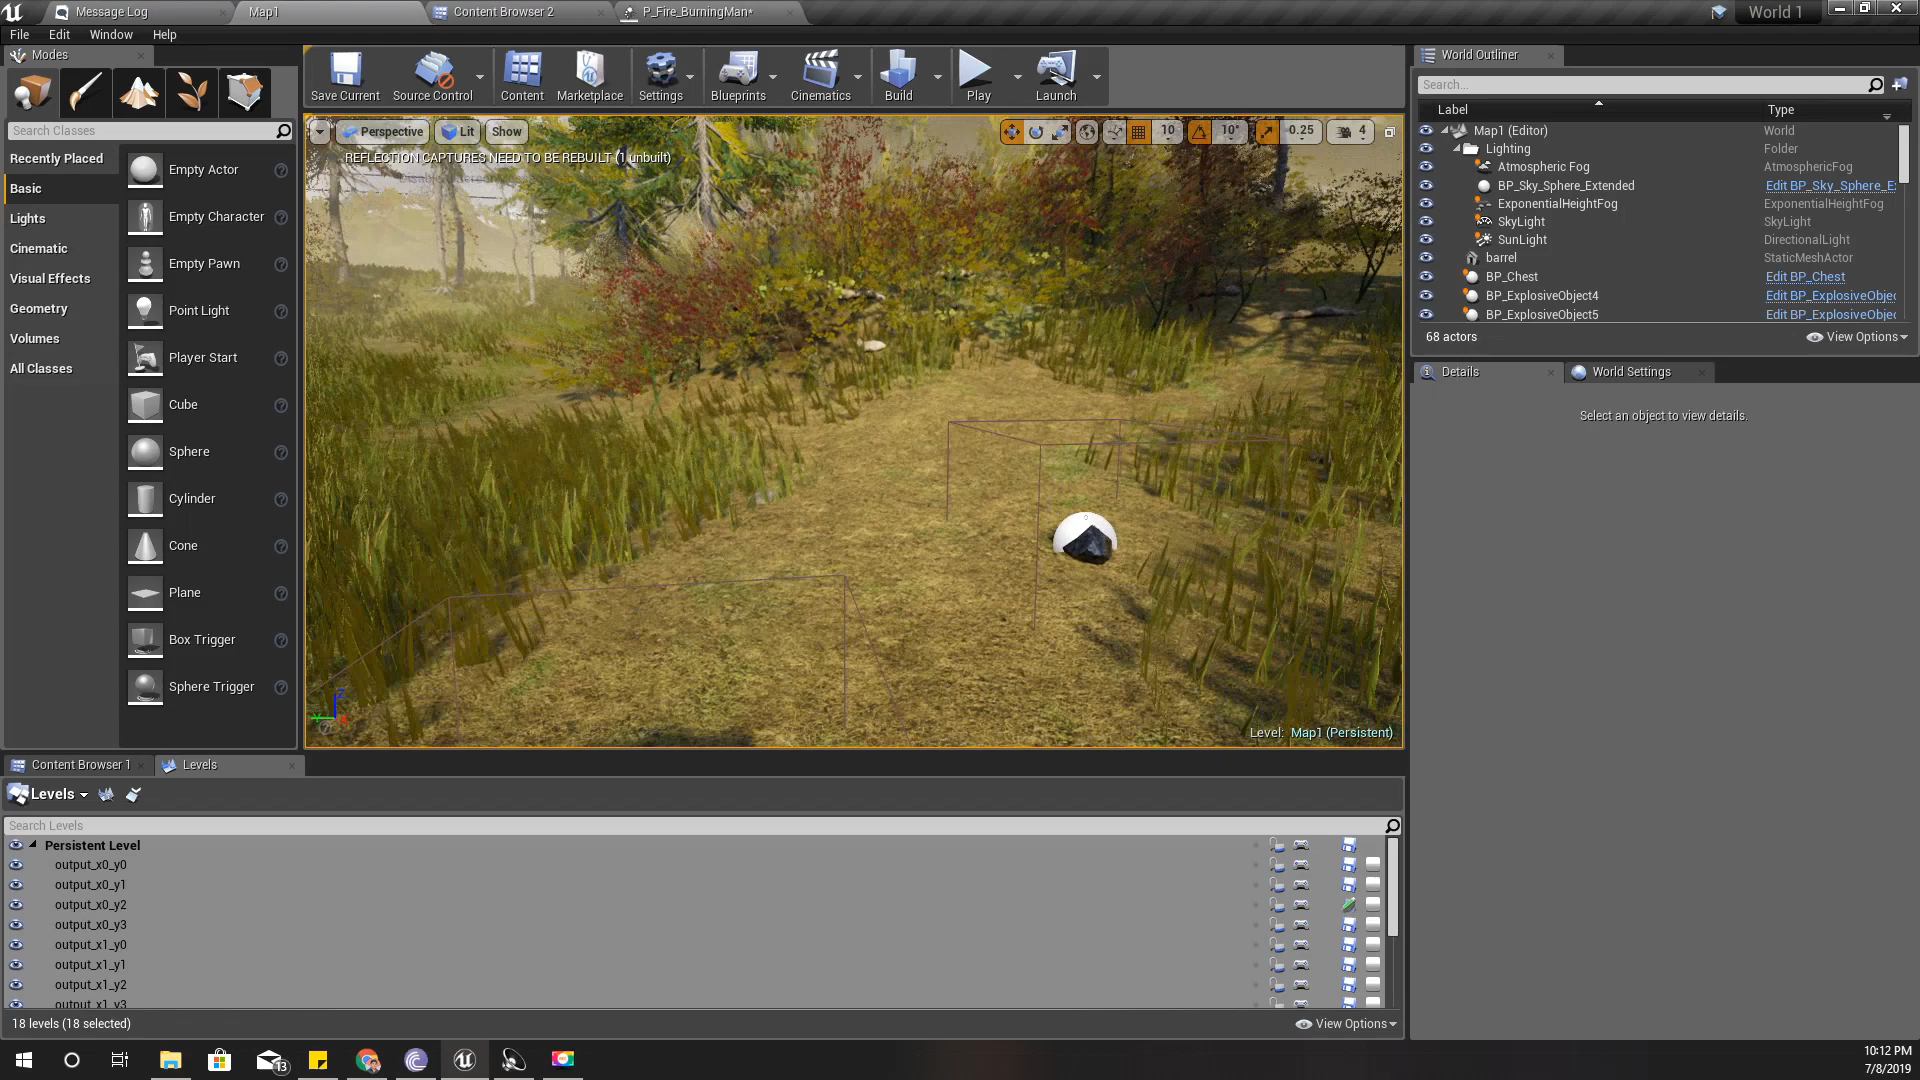 Message Log
Map1
Content Browser 2
P_Fire_BurningMan*
World 1
File
Edit
Window
Help
Modes
Search Classes
Recently Placed
Basic
Lights
Cinematic
Visual Effects
Geometry
Volumes
All Classes
Empty Actor
Empty Character
Empty Pawn
Point Light
Player Start
Cube
Sphere
Cylinder
Cone
Plane
Box Trigger
Sphere Trigger
Save Current
Source Control
Content
Marketplace
Settings
Blueprints
Cinematics
Build
Play
Launch
Perspective
Lit
Show
10
10°
0.25
4
REFLECTION CAPTURES NEED TO BE REBUILT (1 unbuilt)
Z
Y
X
Level: Map1 (Persistent)
World Outliner
Search...
Label
Type
Map1 (Editor)
World
Lighting
Folder
Atmospheric Fog
AtmosphericFog
BP_Sky_Sphere_Extended
Edit BP_Sky_Sphere_E
ExponentialHeightFog
ExponentialHeightFog
SkyLight
SkyLight
SunLight
DirectionalLight
barrel
StaticMeshActor
BP_Chest
Edit BP_Chest
BP_ExplosiveObject4
Edit BP_ExplosiveObjec
BP_ExplosiveObject5
Edit BP_ExplosiveObjec
68 actors
View Options
Details
World Settings
Select an object to view details.
Content Browser 1
Levels
Levels
Search Levels
Persistent Level
output_x0_y0
output_x0_y1
output_x0_y2
output_x0_y3
output_x1_y0
output_x1_y1
output_x1_y2
output_x1_y3
18 levels (18 selected)
View Options
13
10:12 PM
7/8/2019